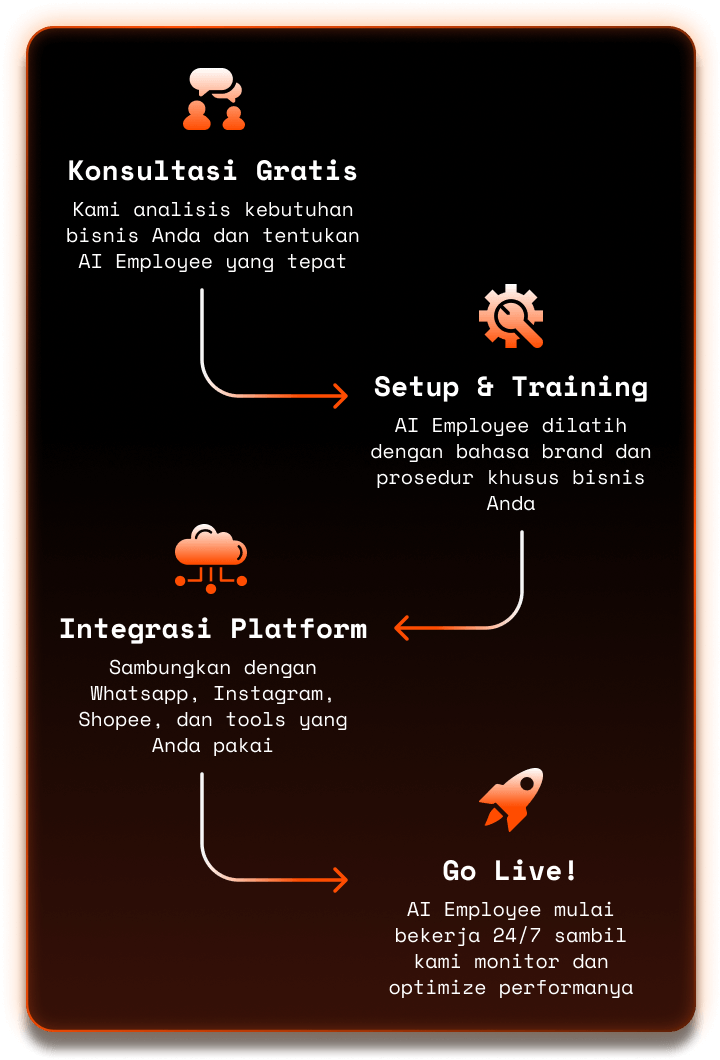 Konsultasi Gratis
Kami analisis kebutuhan
bisnis Anda dan tentukan
AI Employee yang tepat
Setup & Training
AI Employee dilatih
dengan bahasa brand dan
prosedur khusus bisnis
Anda
Integrasi Platform
Sambungkan dengan
Whatsapp, Instagram,
Shopee, dan tools yang
Anda pakai
Go Live!
AI Employee mulai
bekerja 24/7 sambil
kami monitor dan
optimize performanya